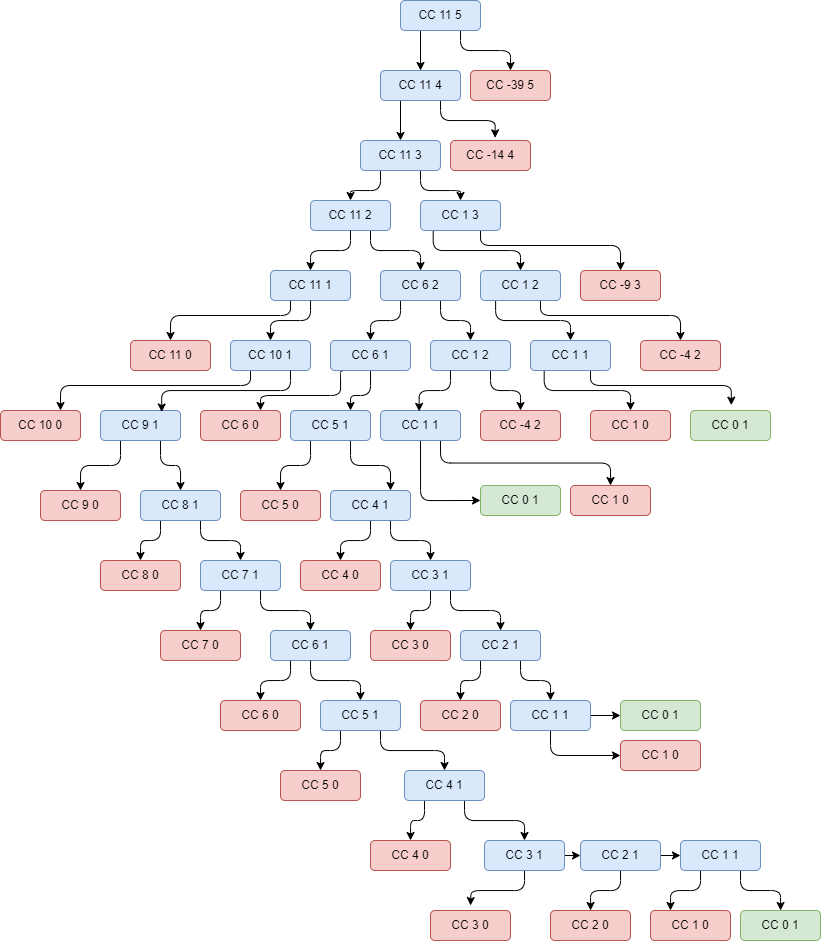 CC 11 5
CC 11 4
CC -39 5
CC 11 3
CC -14 4
CC 11 2
CC 1 3
CC 11 1
CC 6 2
CC 1 2
CC -9 3
CC 11 0
CC 10 1
CC 6 1
CC 1 2
CC 1 1
CC -4 2
CC 10 0
CC 9 1
CC 6 0
CC 5 1
CC 1 1
CC -4 2
CC 1 0
CC 0 1
CC 9 0
CC 8 1
CC 5 0
CC 4 1
CC 0 1
CC 1 0
CC 8 0
CC 7 1
CC 4 0
CC 3 1
CC 7 0
CC 6 1
CC 3 0
CC 2 1
CC 6 0
CC 5 1
CC 2 0
CC 1 1
CC 0 1
CC 1 0
CC 5 0
CC 4 1
CC 4 0
CC 3 1
CC 2 1
CC 1 1
CC 3 0
CC 2 0
CC 1 0
CC 0 1